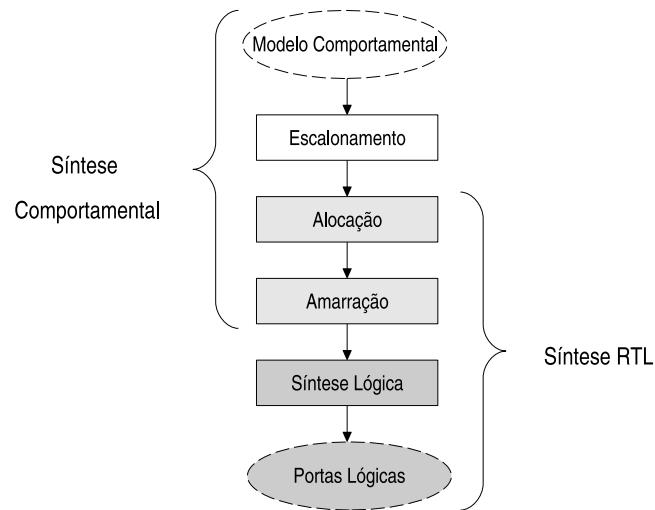 Modelo Comportamental
Escalonamento
Síntese
Comportamental
Alocação
Amarração
Síntese RTL
Síntese Lógica
Portas Lógicas